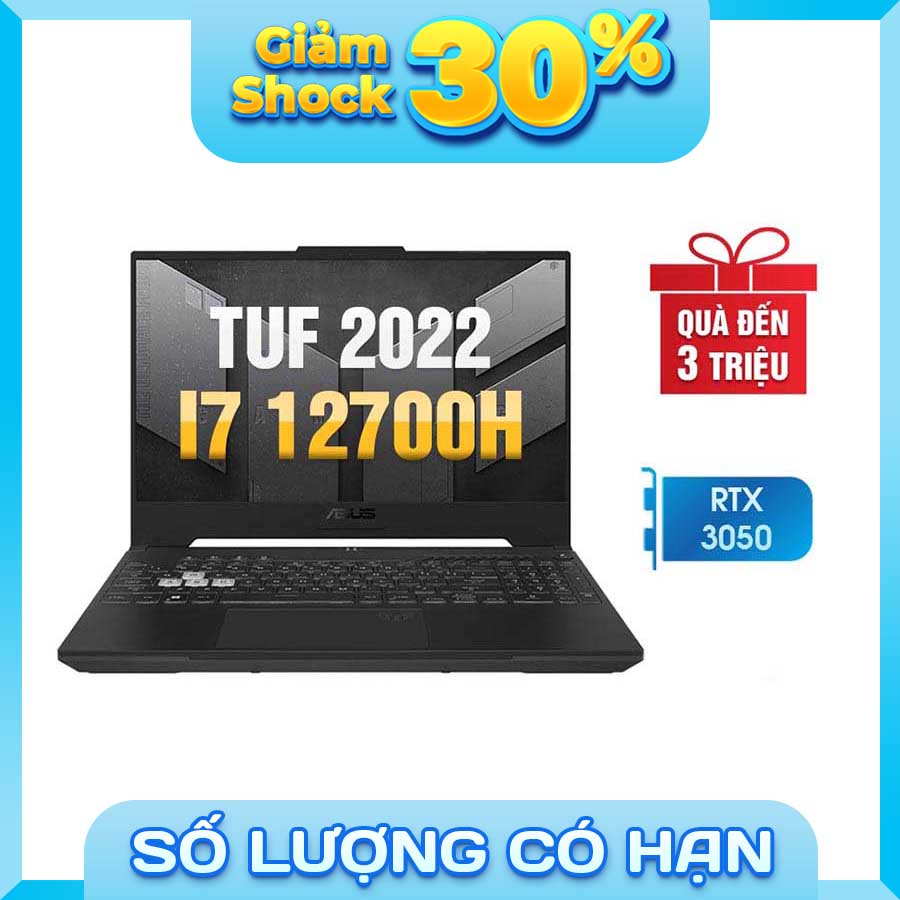 Giảm
Shock
30%
TUF 2022
I7 12700H
QUÀ ĐẾN
3 TRIỆU
ASUS
RTX
3050
SỐ LƯỢNG CÓ HẠN